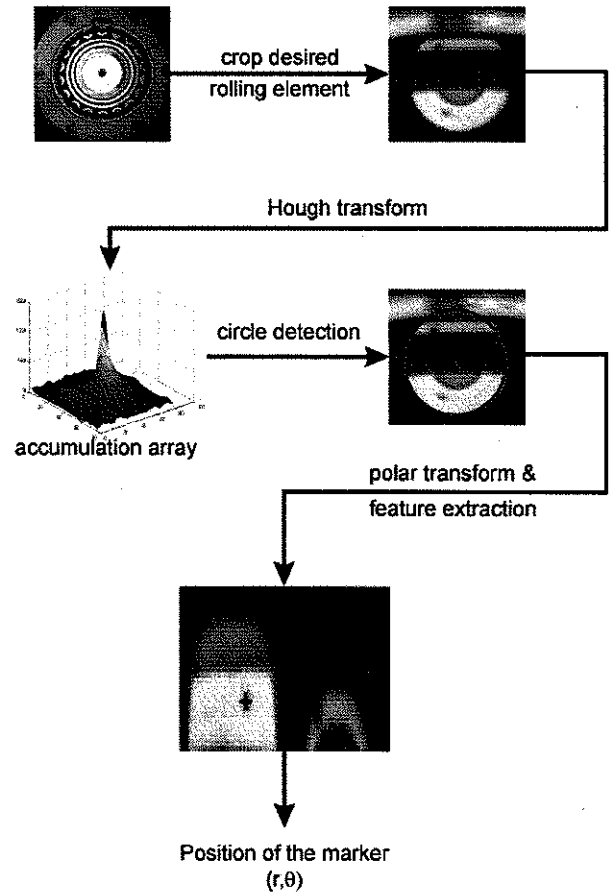 crop desired
rolling element
Hough transform
circle detection
accumulation array
polar transform &
feature extraction
Position of the marker
(r,θ)